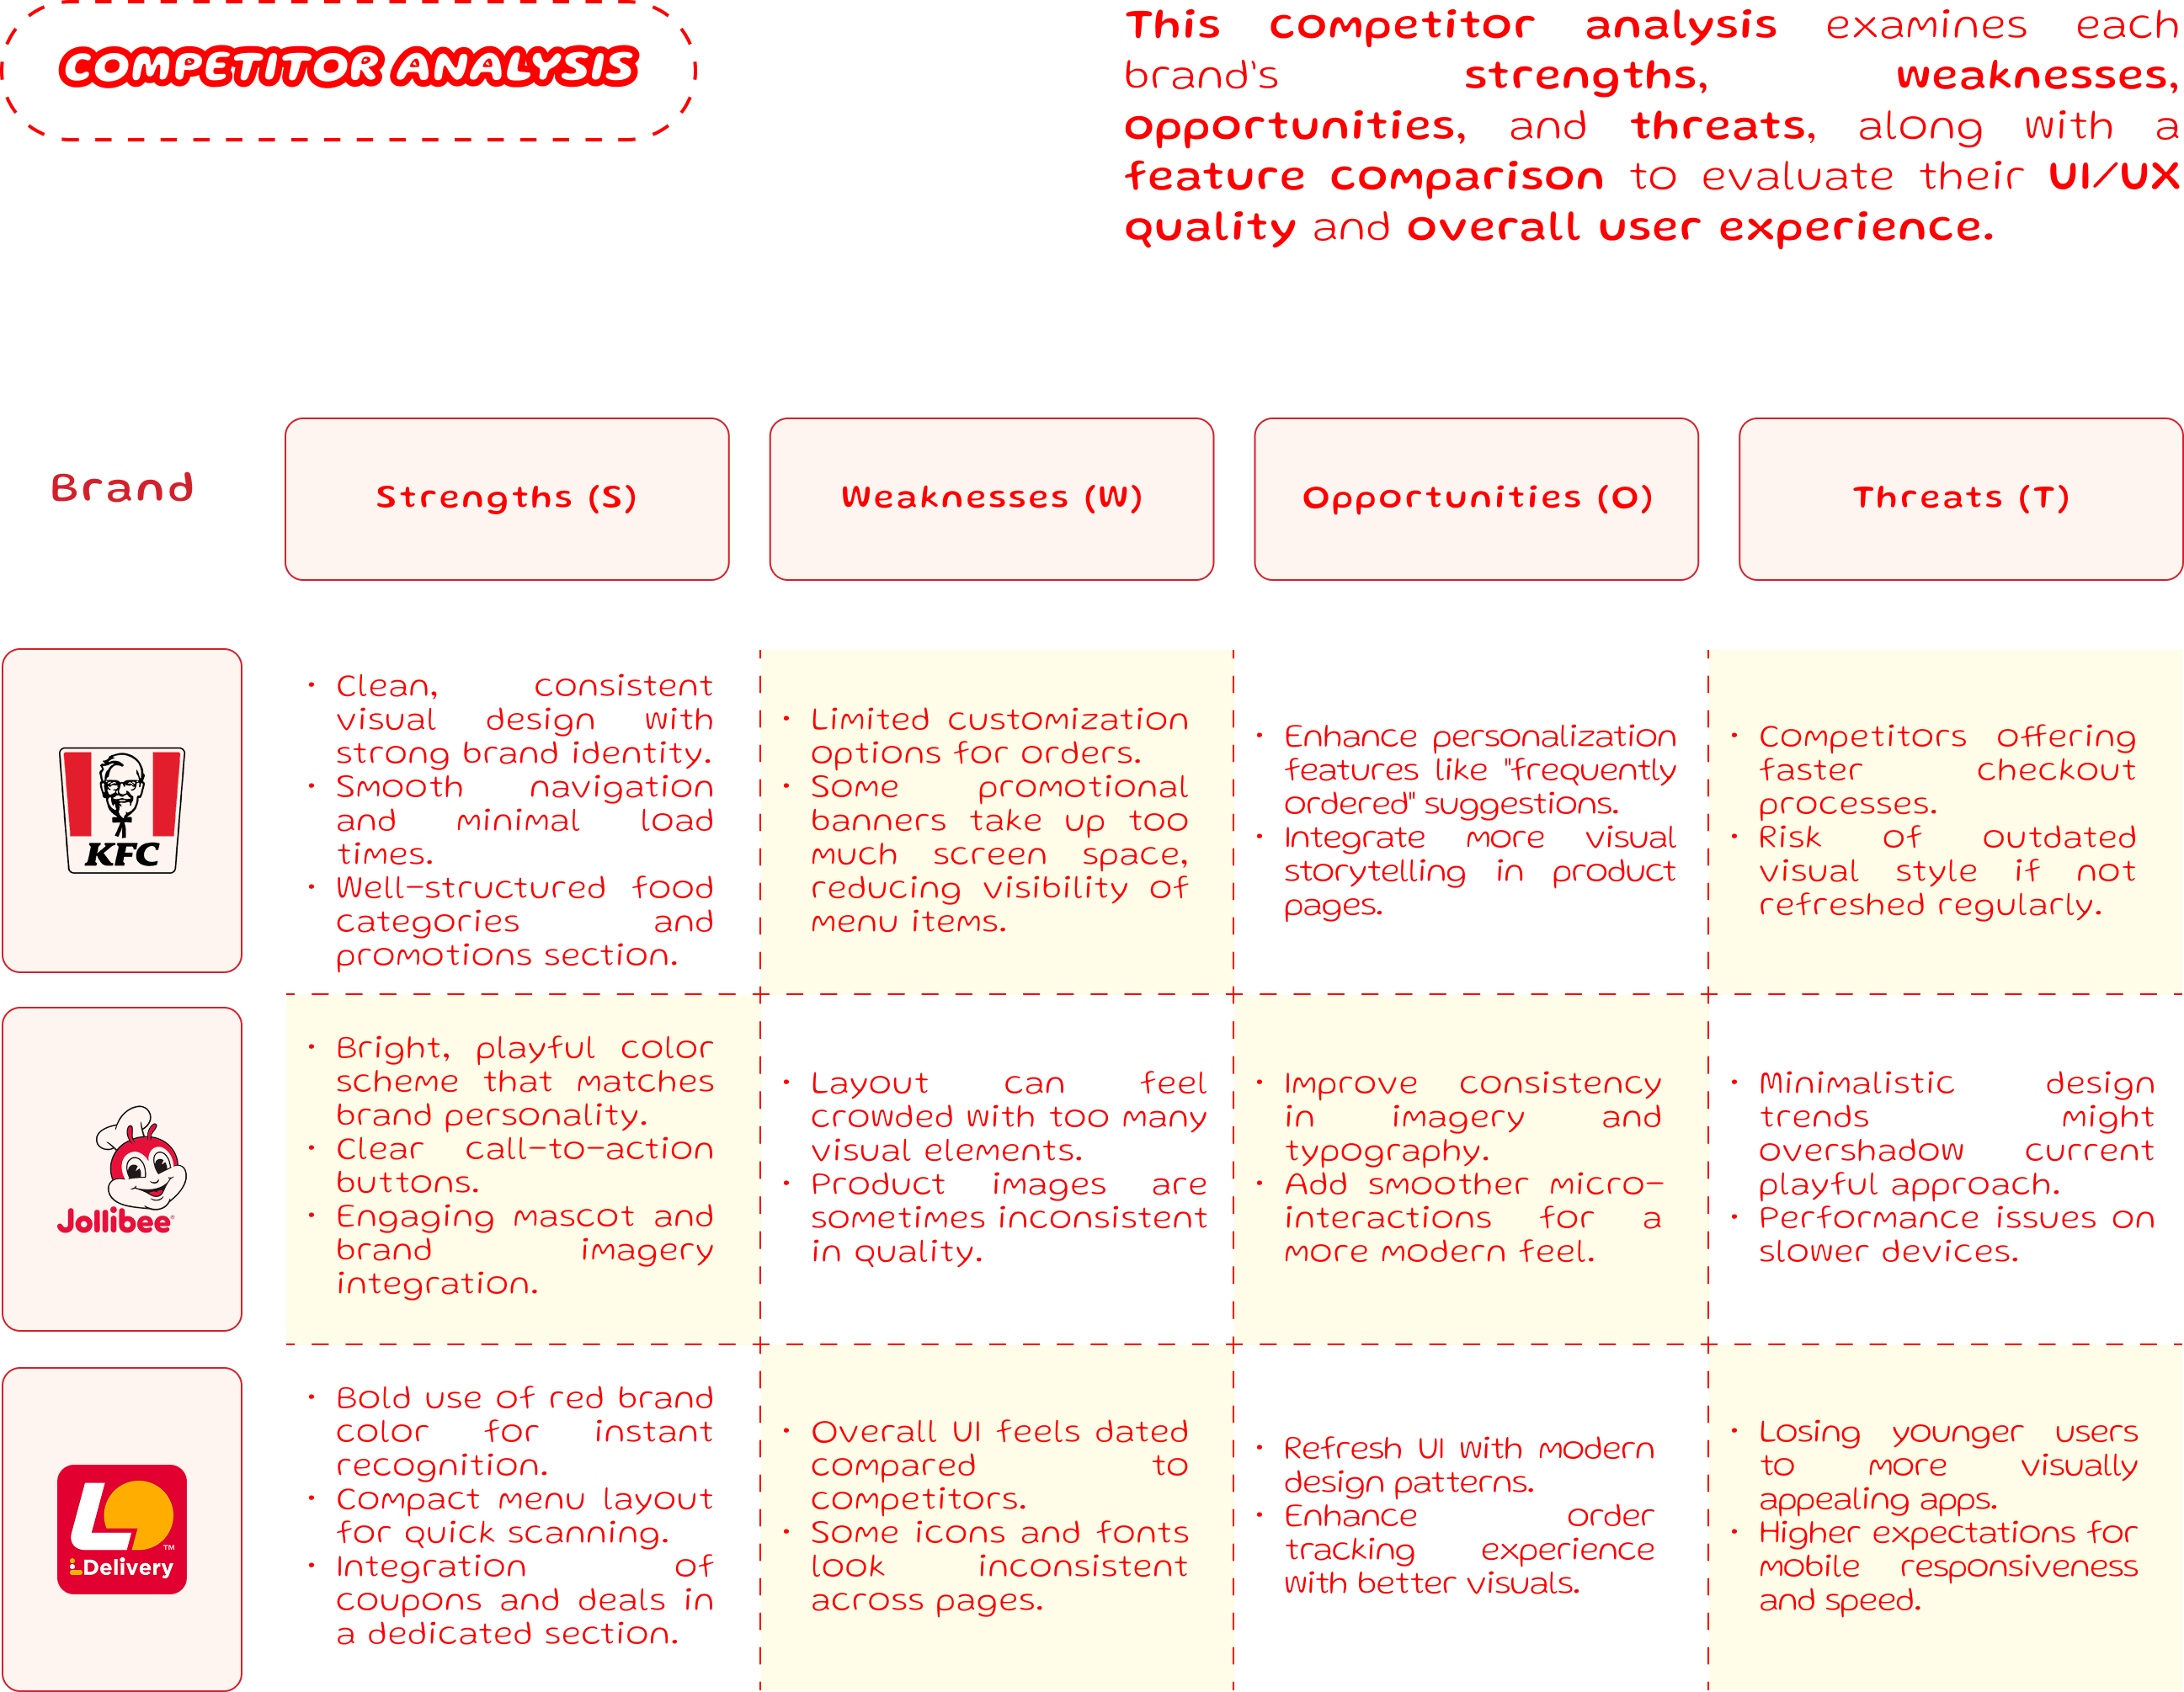 COMPETITOR ANALYSIS
This competitor analysis examines each
brand's strengths, weaknesses,
opportunities, and threats, along with a
feature comparison to evaluate their UI/UX
quality and overall user experience.
Brand
Strengths (S)
Weaknesses (W)
Opportunities (O)
Threats (T)
KFC
• Clean, consistent
visual design with
strong brand identity.
• Smooth navigation
and minimal load
times.
• Well-structured food
categories and
promotions section.
• Limited customization
options for orders.
• Some promotional
banners take up too
much screen space,
reducing visibility of
menu items.
• Enhance personalization
features like "frequently
ordered" suggestions.
• Integrate more visual
storytelling in product
pages.
• Competitors offering
faster checkout
processes.
• Risk of outdated
visual style if not
refreshed regularly.
Jollibee
• Bright, playful color
scheme that matches
brand personality.
• Clear call-to-action
buttons.
• Engaging mascot and
brand imagery
integration.
• Layout can feel
crowded with too many
visual elements.
• Product images are
sometimes inconsistent
in quality.
• Improve consistency
in imagery and
typography.
• Add smoother micro-
interactions for a
more modern feel.
• Minimalistic design
trends might
overshadow current
playful approach.
• Performance issues on
slower devices.
L
TM
Delivery
• Bold use of red brand
color for instant
recognition.
• Compact menu layout
for quick scanning.
• Integration of
coupons and deals in
a dedicated section.
• Overall UI feels dated
compared to
competitors.
• Some icons and fonts
look inconsistent
across pages.
• Refresh UI with modern
design patterns.
• Enhance order
tracking experience
with better visuals.
• Losing younger users
to more visually
appealing apps.
• Higher expectations for
mobile responsiveness
and speed.